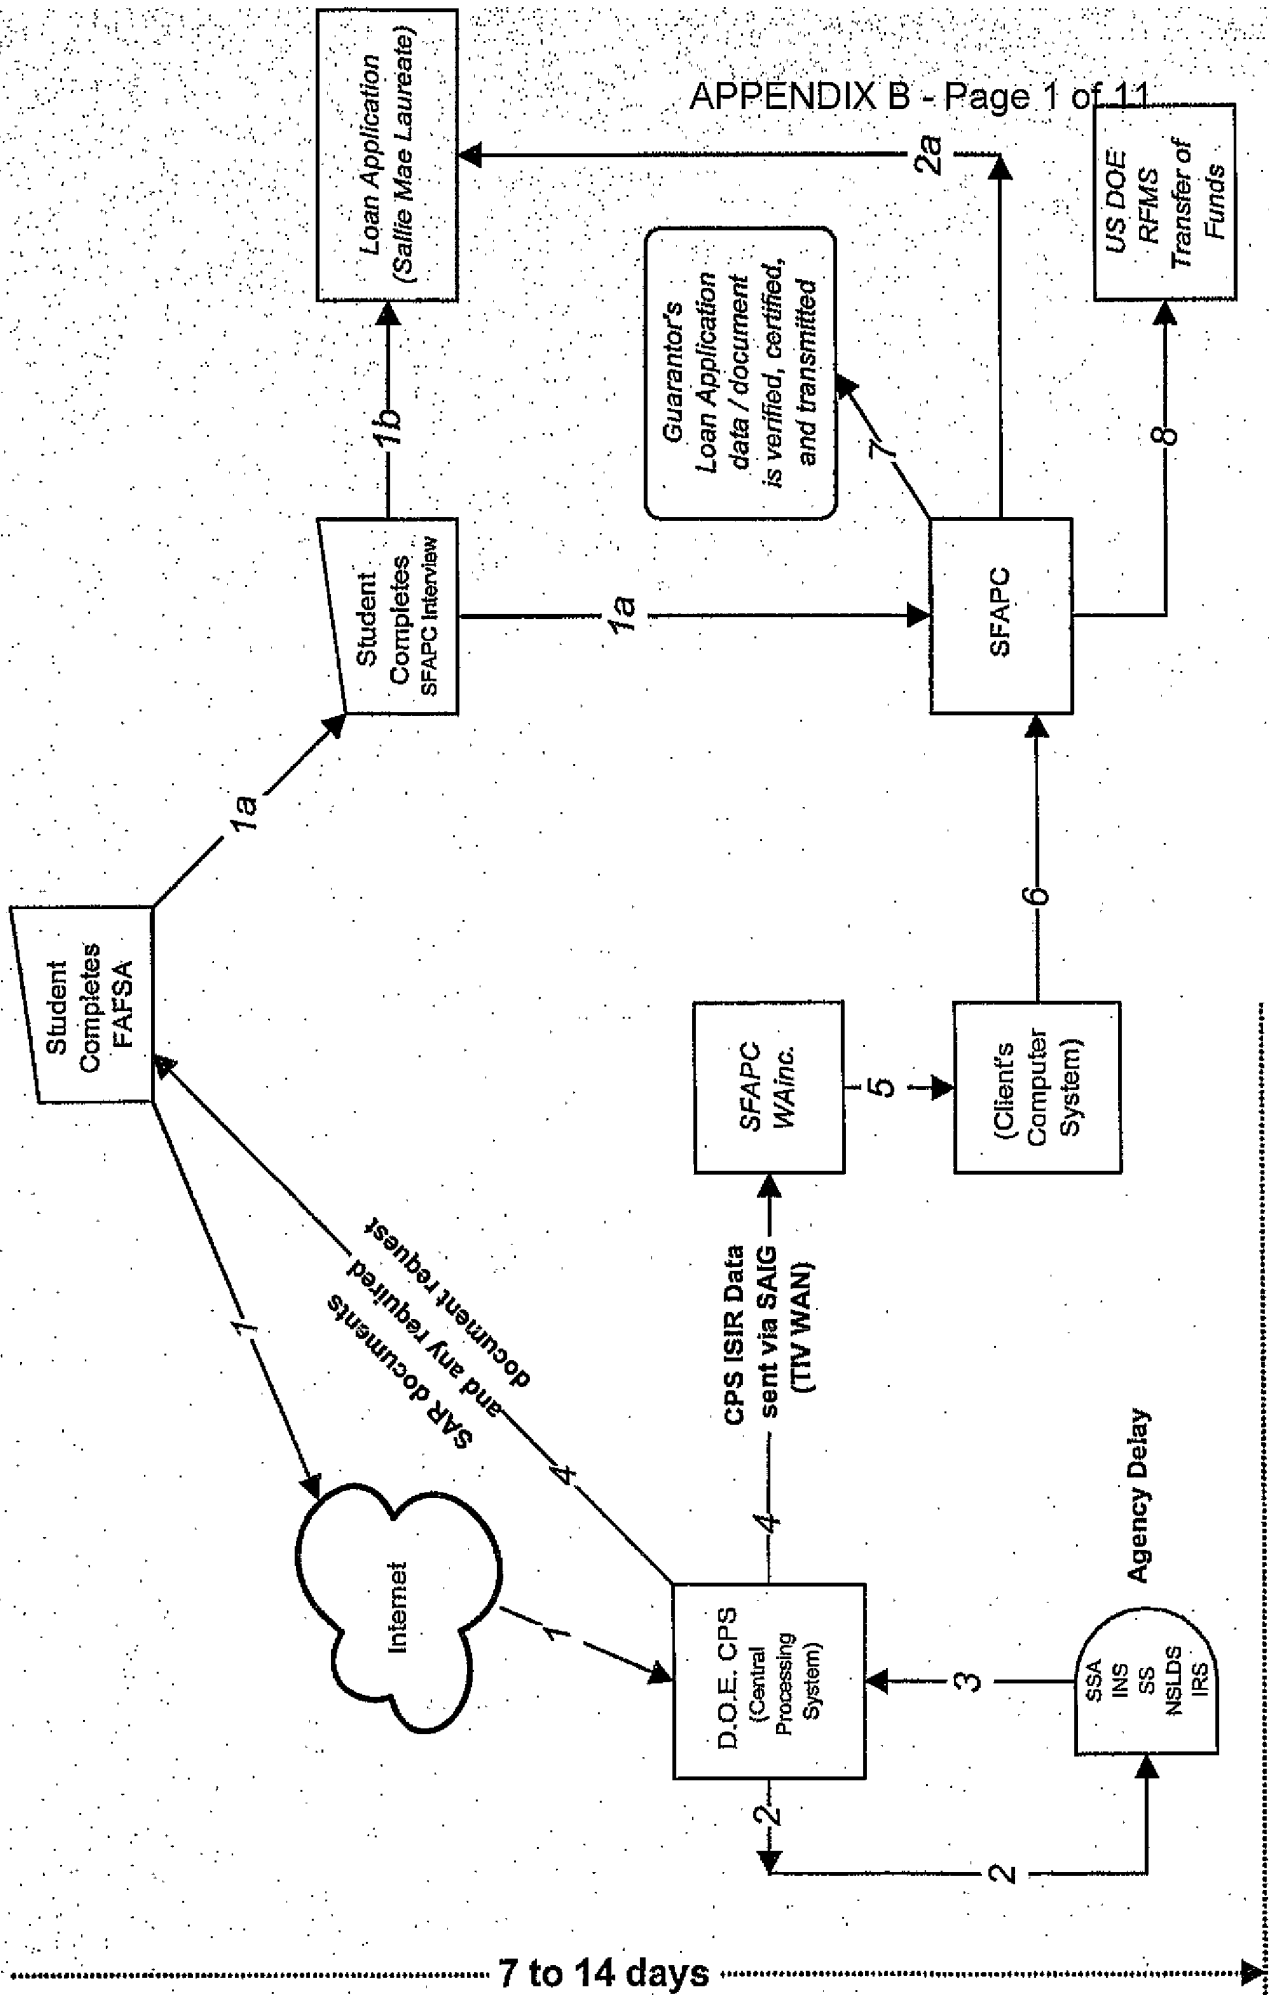 APPENDIX B - Page 1 of 11
Student
Completes
FAFSA
1
Internet
1
D.O.E. CPS
(Central
Processing
System)
2
2
SSA
INS
SS
NSLDS
IRS
Agency Delay
3
4
SAR documents
and any required
document request
4
CPS ISIR Data
sent via SAIG
(TIV WAN)
SFAPC
WAinc.
5
(Client's
Computer
System)
6
1a
Student
Completes
SFAPC Interview
1a
1b
Loan Application
(Sallie Mae Laureate)
SFAPC
2a
7
Guarantor's
Loan Application
data / document
is verified, certified,
and transmitted
8
US DOE
RFMS
Transfer of
Funds
7 to 14 days